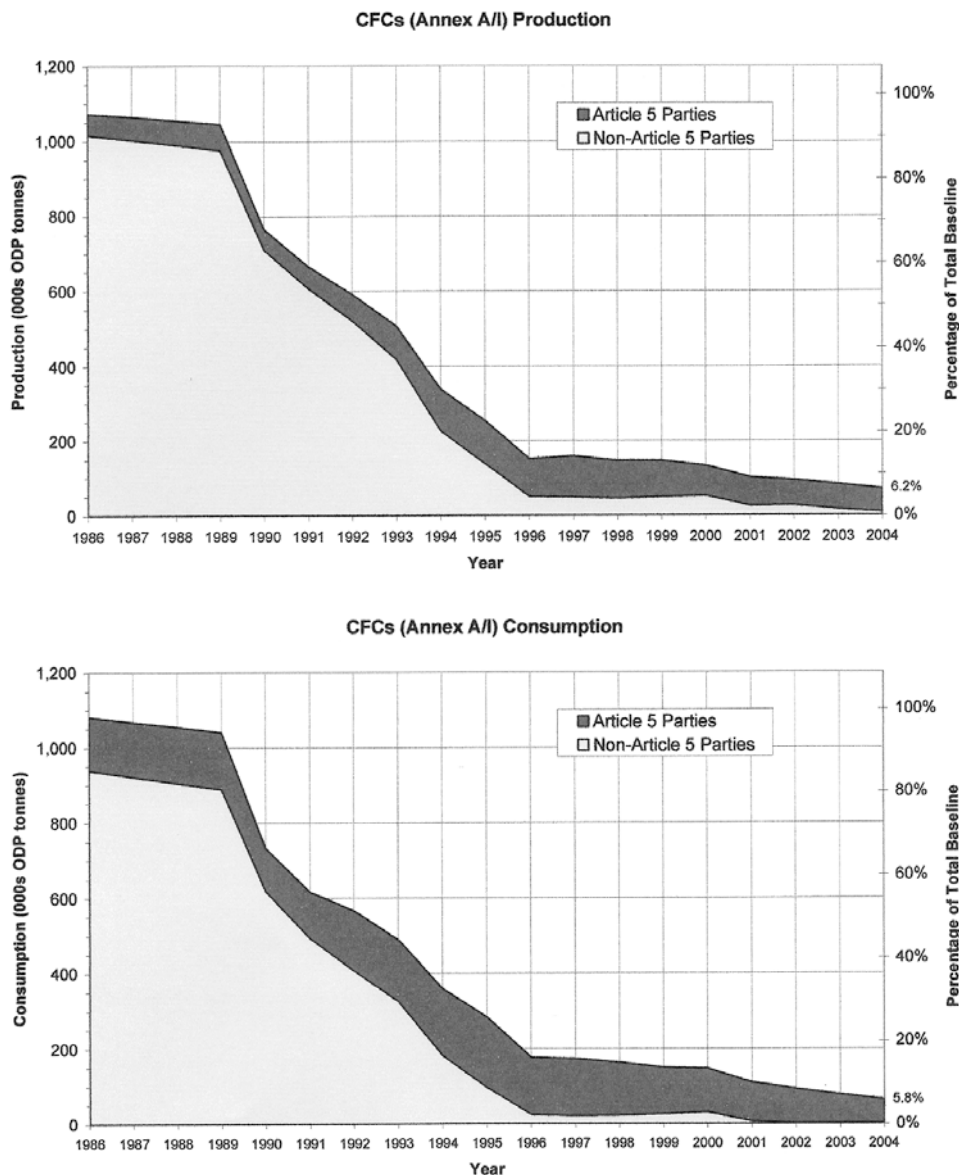 CFCs (Annex A/I) Production
Production (000s ODP tonnes)
1,200
1,000
800
600
400
200
0
Article 5 Parties
Non-Article 5 Parties
100%
80%
60%
40%
20%
6.2%
0%
Percentage of Total Baseline
1986 1987 1988 1989 1990 1991 1992 1993 1994 1995 1996 1997 1998 1999 2000 2001 2002 2003 2004
Year
CFCs (Annex A/I) Consumption
Consumption (000s ODP tonnes)
1,200
1,000
800
600
400
200
0
Article 5 Parties
Non-Article 5 Parties
100%
80%
60%
40%
20%
5.8%
0%
Percentage of Total Baseline
1986 1987 1988 1989 1990 1991 1992 1993 1994 1995 1996 1997 1998 1999 2000 2001 2002 2003 2004
Year